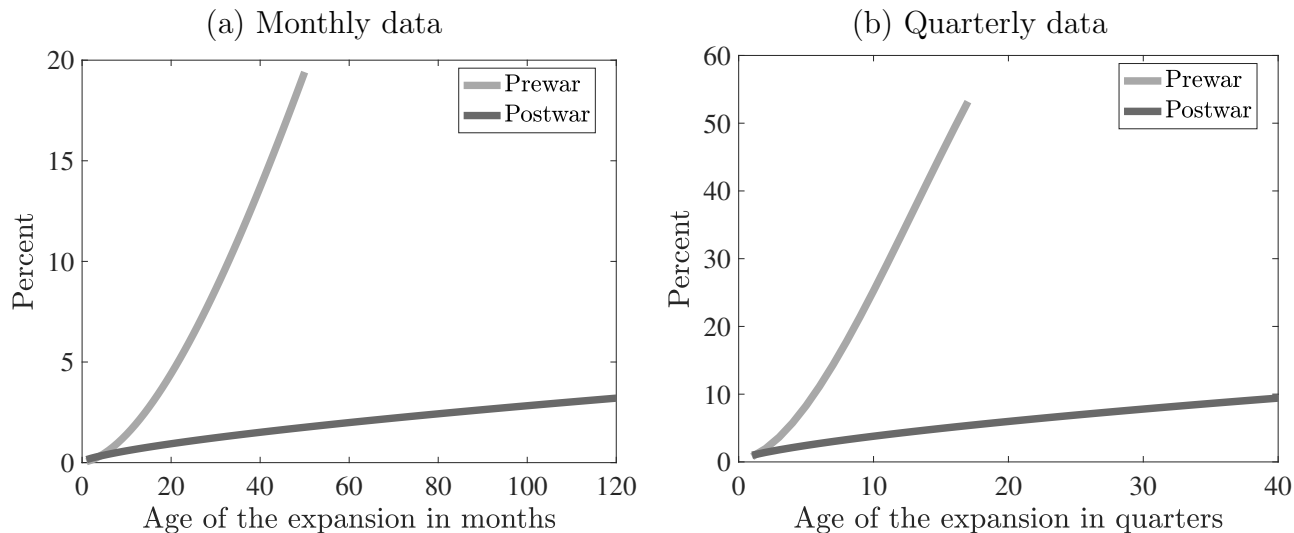 (a) Monthly data
20
15
10
5
0
0 20 40 60 80 100 120
Percent
Age of the expansion in months
Prewar
Postwar
(b) Quarterly data
60
50
40
30
20
10
0
0 10 20 30 40
Percent
Age of the expansion in quarters
Prewar
Postwar